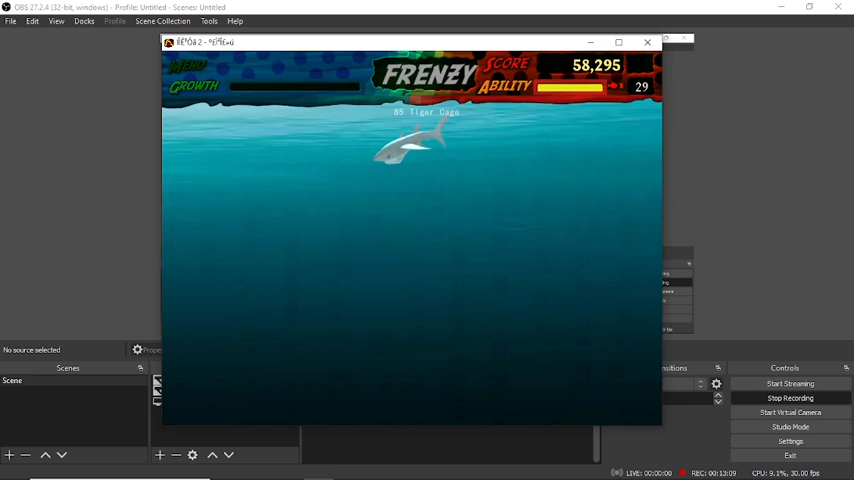 OBS 27.2.4 (32-bit, windows) - Profile: Untitled - Scenes: Untitled
File Edit View Docks Profile Scene Collection Tools Help
MENU
GROWTH
FRENZY
SCORE
58,295
ABILITY
x
29
85 Tiger Cage
No source selected
Prope
Scenes
nsitions
Controls
Scene
Start Streaming
Stop Recording
Start Virtual Camera
Studio Mode
Settings
Exit
LIVE: 00:00:00 REC: 00:13:09 CPU: 9.1%, 30.00 fps